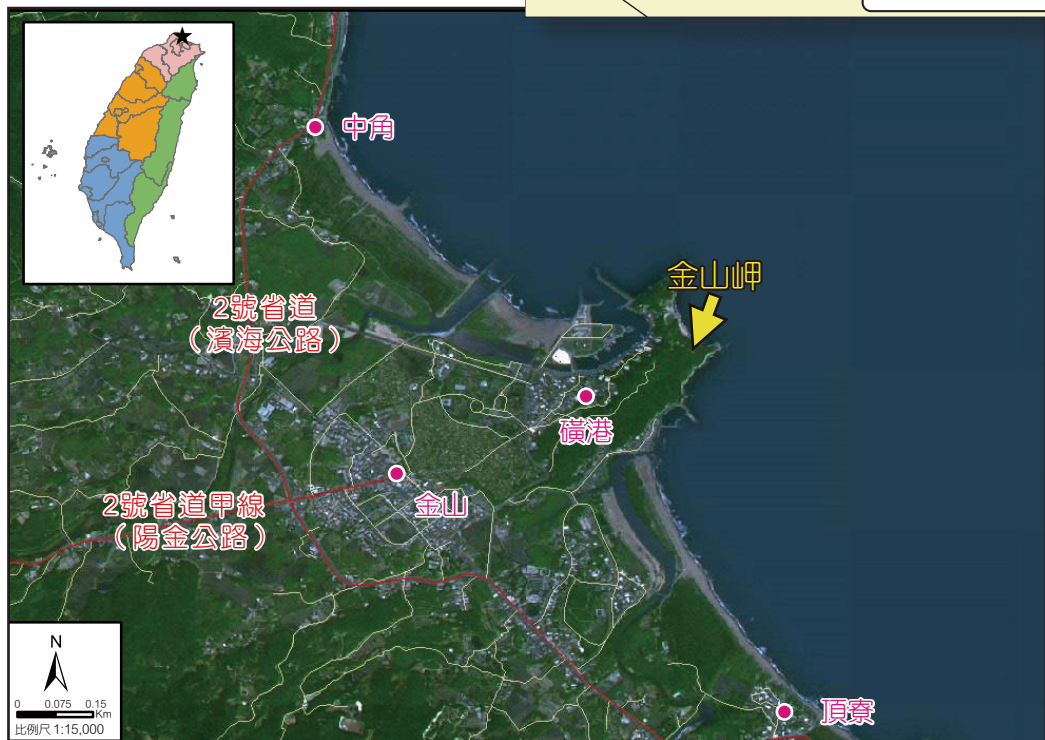 中角
金山岬
2號省道
（濱海公路）
磺港
2號省道甲線
（陽金公路）
金山
頂寮
N
0 0.075 0.15
Km
比例尺 1:15,000